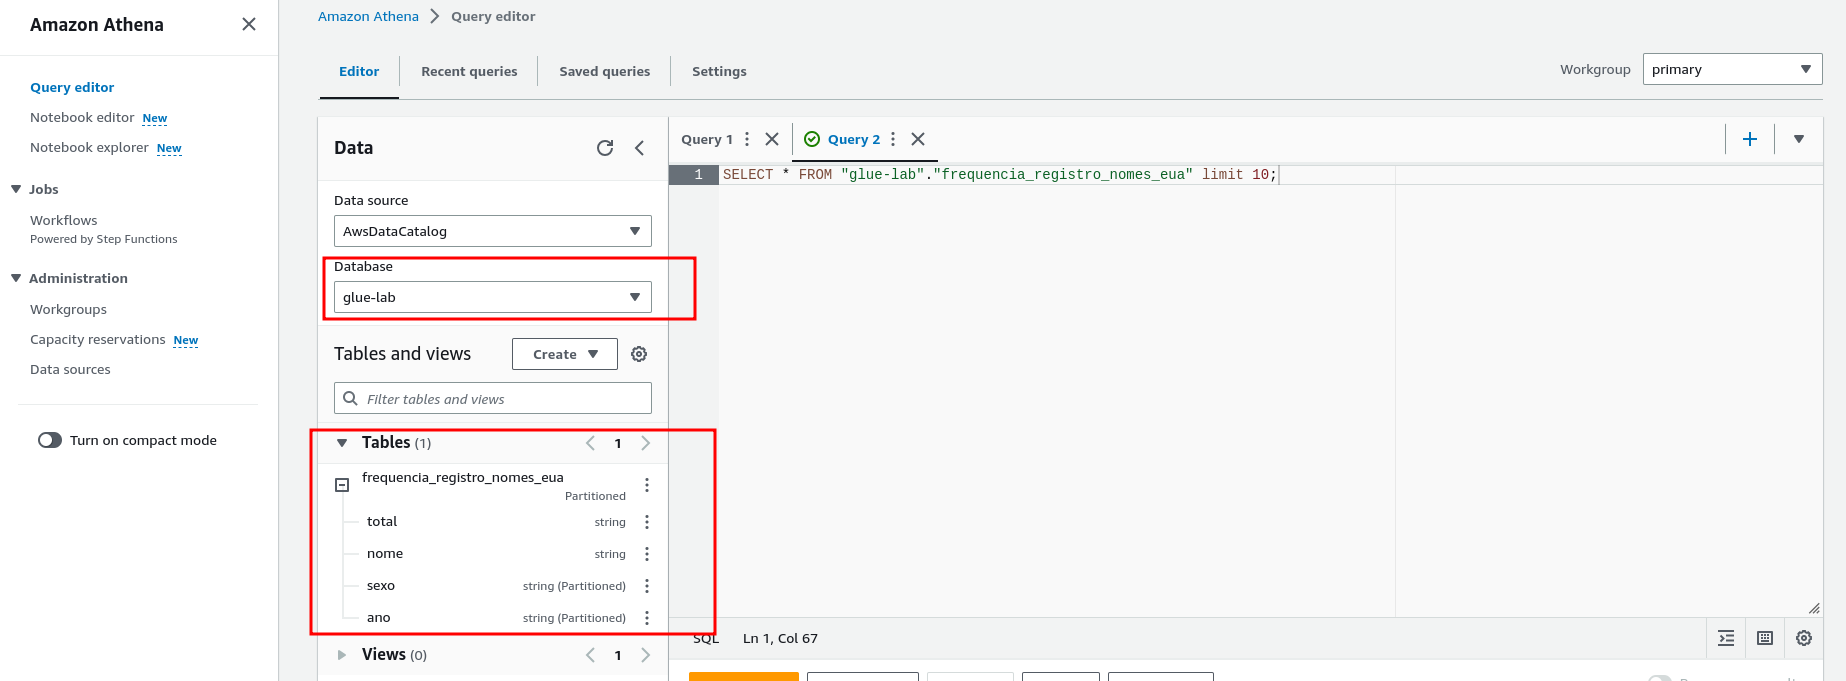 Amazon Athena
Query editor
Notebook editor New
Notebook explorer New
Jobs
Workflows
Powered by Step Functions
Administration
Workgroups
Capacity reservations New
Data sources
Turn on compact mode
Amazon Athena > Query editor
Editor Recent queries Saved queries Settings
Workgroup primary
Data
Data source
AwsDataCatalog
Database
glue-lab
Tables and views Create
Filter tables and views
Tables (1) < 1 >
frequencia_registro_nomes_eua
Partitioned
total string
nome string
sexo string (Partitioned)
ano string (Partitioned)
Views (0) < 1 >
Query 1 Query 2
1 SELECT * FROM "glue-lab"."frequencia_registro_nomes_eua" limit 10;
SQL Ln 1, Col 67